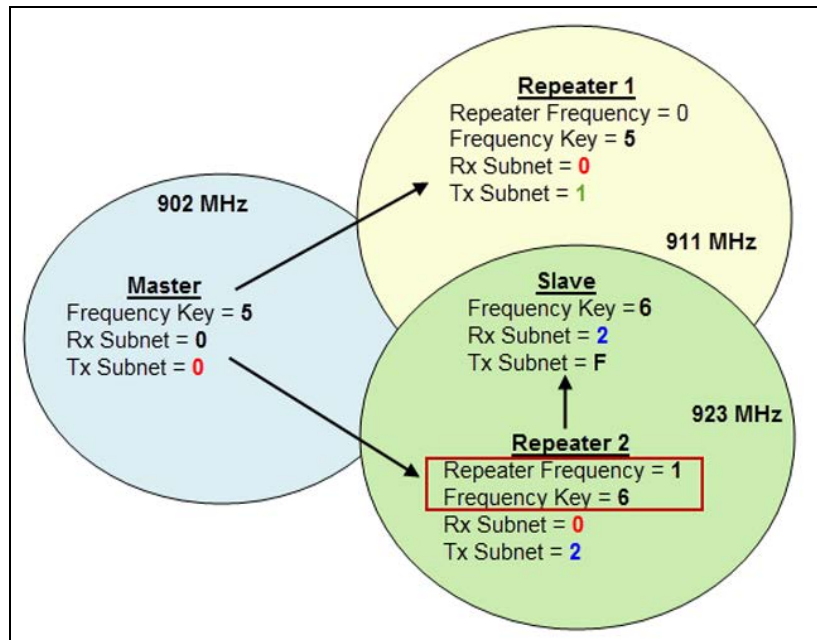 Repeater 1
Repeater Frequency = 0
Frequency Key = 5
Rx Subnet = 0
Tx Subnet = 1
911 MHz
902 MHz
Master
Frequency Key = 5
Rx Subnet = 0
Tx Subnet = 0
Slave
Frequency Key = 6
Rx Subnet = 2
Tx Subnet = F
923 MHz
Repeater 2
Repeater Frequency = 1
Frequency Key = 6
Rx Subnet = 0
Tx Subnet = 2